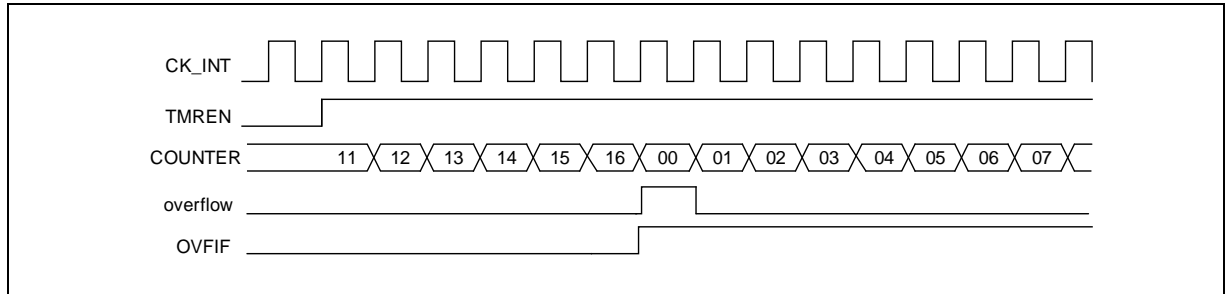 CK_INT
TMREN
COUNTER 11 12 13 14 15 16 00 01 02 03 04 05 06 07
overflow
OVFIF